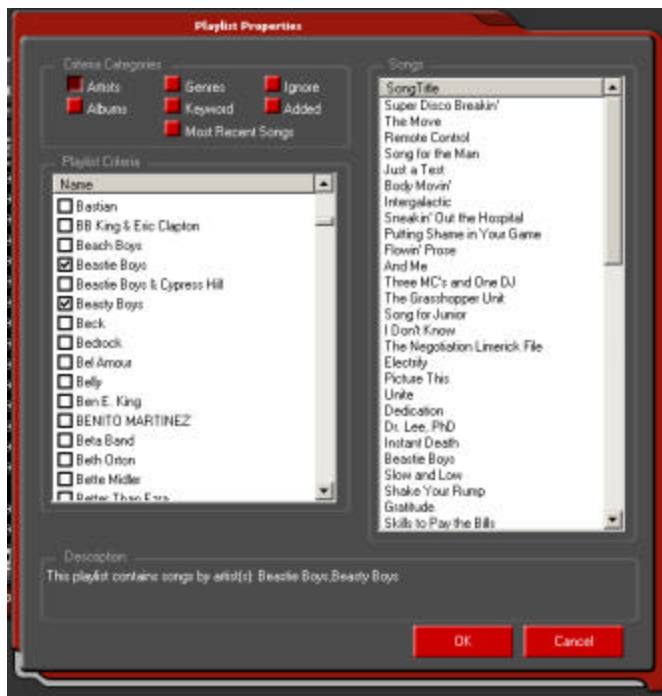 Playlist Properties
Criteria Categories
Artists Genres Ignore
Albums Keyword Added
Most Recent Songs
Playlist Criteria
Name
Bastian
BB King & Eric Clapton
Beach Boys
Beastie Boys
Beastie Boys & Cypress Hill
Beasty Boys
Beck
Bedrock
Bel Amour
Belly
Ben E. King
BENITO MARTINEZ
Beta Band
Beth Orton
Bette Midler
Better Than Ezra
Songs
SongTitle
Super Disco Breakin'
The Move
Remote Control
Song for the Man
Just a Test
Body Movin'
Intergalactic
Sneakin' Out the Hospital
Putting Shame in Your Game
Flowin' Prose
And Me
Three MC's and One DJ
The Grasshopper Unit
Song for Junior
I Don't Know
The Negotiation Limerick File
Electrify
Picture This
Unite
Dedication
Dr. Lee, PhD
Instant Death
Beastie Boys
Slow and Low
Shake Your Rump
Gratitude
Skills to Pay the Bills
Description
This playlist contains songs by artist(s): Beastie Boys,Beasty Boys
OK Cancel